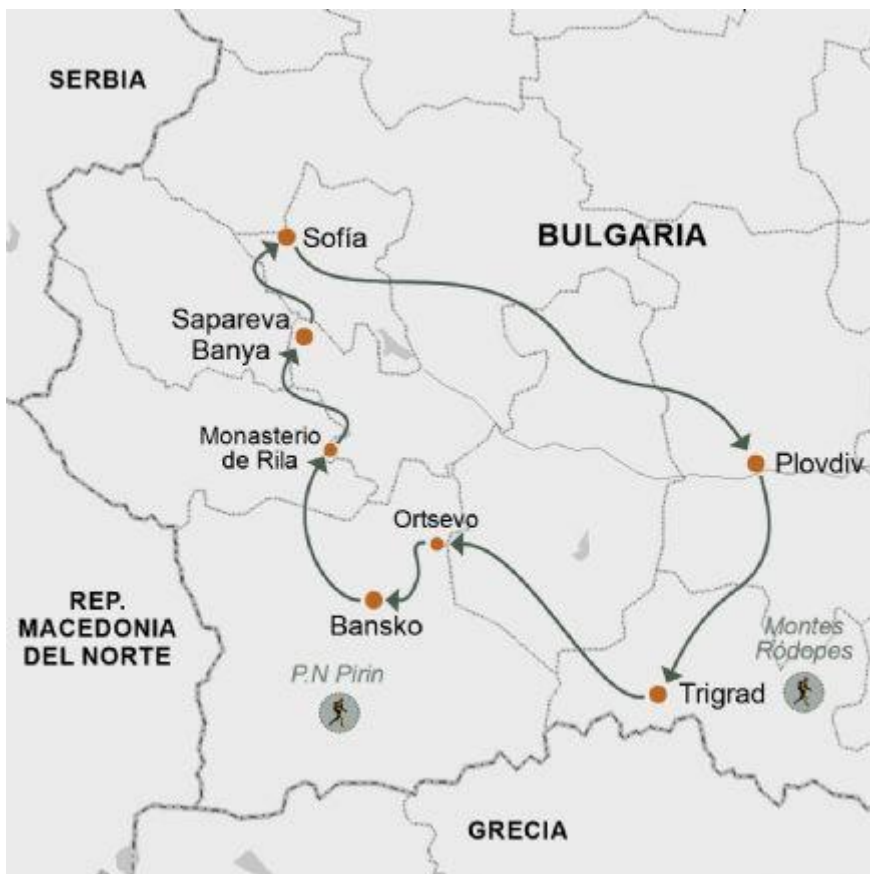 SERBIA
Sofía
BULGARIA
Sapareva
Banya
Monasterio
de Rila
Plovdiv
Ortsevo
REP.
MACEDONIA
DEL NORTE
Bansko
Montes
Ródopes
P.N Pirin
Trigrad
GRECIA